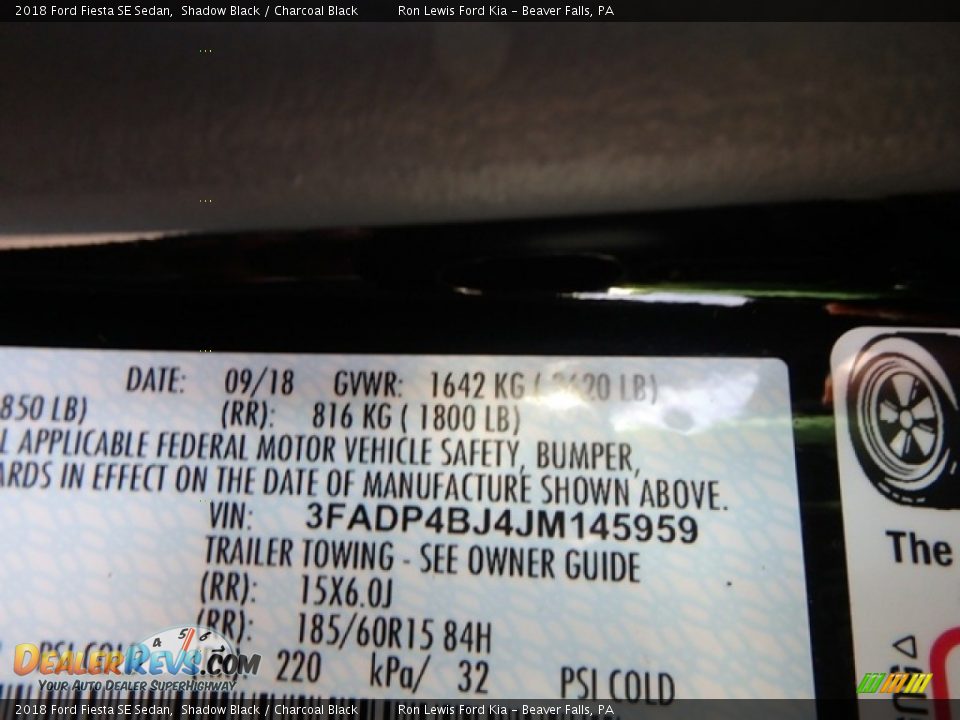 2018 Ford Fiesta SE Sedan, Shadow Black / Charcoal Black Ron Lewis Ford Kia - Beaver Falls, PA
DATE: 09/18 GVWR: 1642 KG ( 3620 LB)
850 LB) (RR): 816 KG ( 1800 LB)
L APPLICABLE FEDERAL MOTOR VEHICLE SAFETY, BUMPER,
ARDS IN EFFECT ON THE DATE OF MANUFACTURE SHOWN ABOVE.
VIN: 3FADP4BJ4JM145959
TRAILER TOWING - SEE OWNER GUIDE
(RR): 15X6.0J
(RR): 185/60R15 84H
PSI COLD 220 kPa/ 32 PSI COLD
The
DEALERREVS.COM
YOUR AUTO DEALER SUPERHIGHWAY
2018 Ford Fiesta SE Sedan, Shadow Black / Charcoal Black Ron Lewis Ford Kia - Beaver Falls, PA